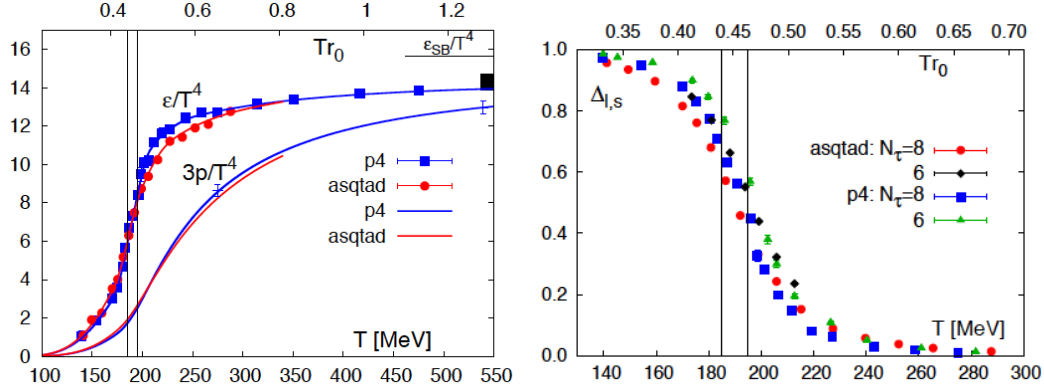 0.4 0.6 0.8 1 1.2
16
14
12
10
8
6
4
2
0
Tr₀
ε_SB/T⁴
ε/T⁴
3p/T⁴
p4
asqtad
p4
asqtad
T [MeV]
100 150 200 250 300 350 400 450 500 550
0.35 0.40 0.45 0.50 0.55 0.60 0.65 0.70
1.0
0.8
0.6
0.4
0.2
0.0
Tr₀
Δ_l,s
asqtad: N_τ=8
6
p4: N_τ=8
6
T [MeV]
140 160 180 200 220 240 260 280 300